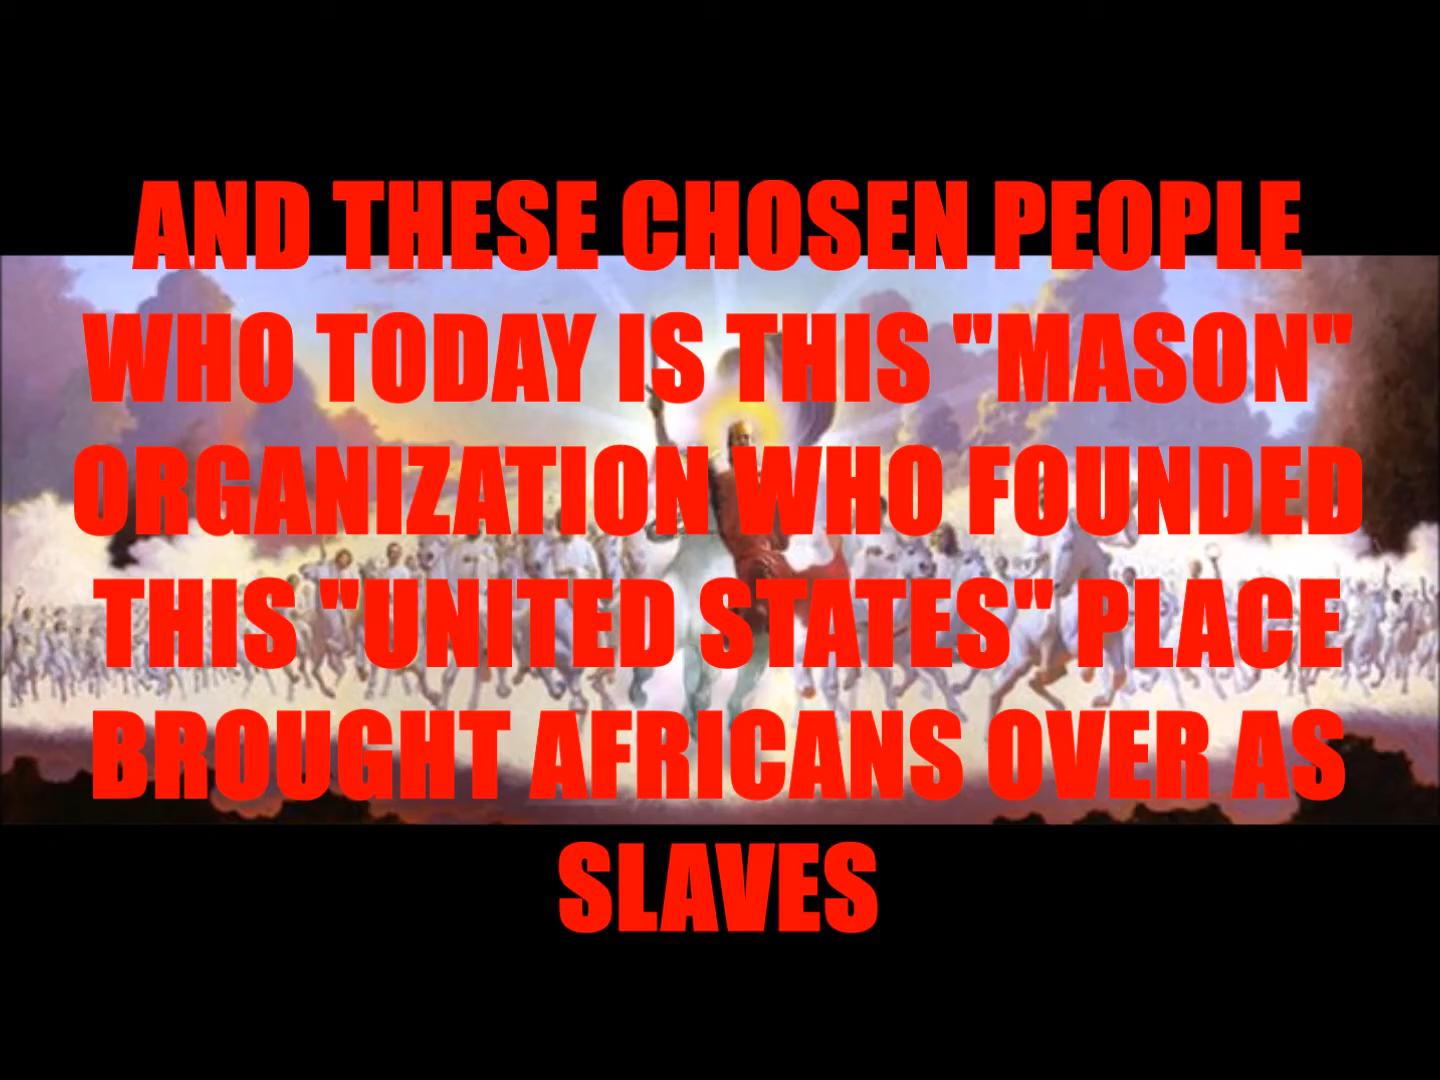 AND THESE CHOSEN PEOPLE
WHO TODAY IS THIS "MASON"
ORGANIZATION WHO FOUNDED
THIS "UNITED STATES" PLACE
BROUGHT AFRICANS OVER AS
SLAVES